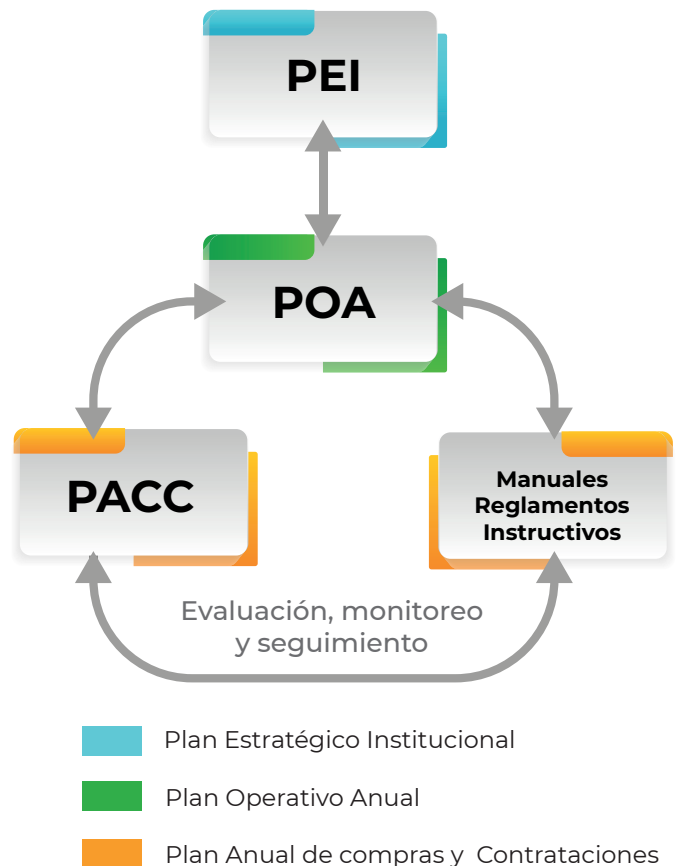 PEI
POA
PACC
Manuales
Reglamentos
Instructivos
Evaluación, monitoreo
y seguimiento
Plan Estratégico Institucional
Plan Operativo Anual
Plan Anual de compras y Contrataciones